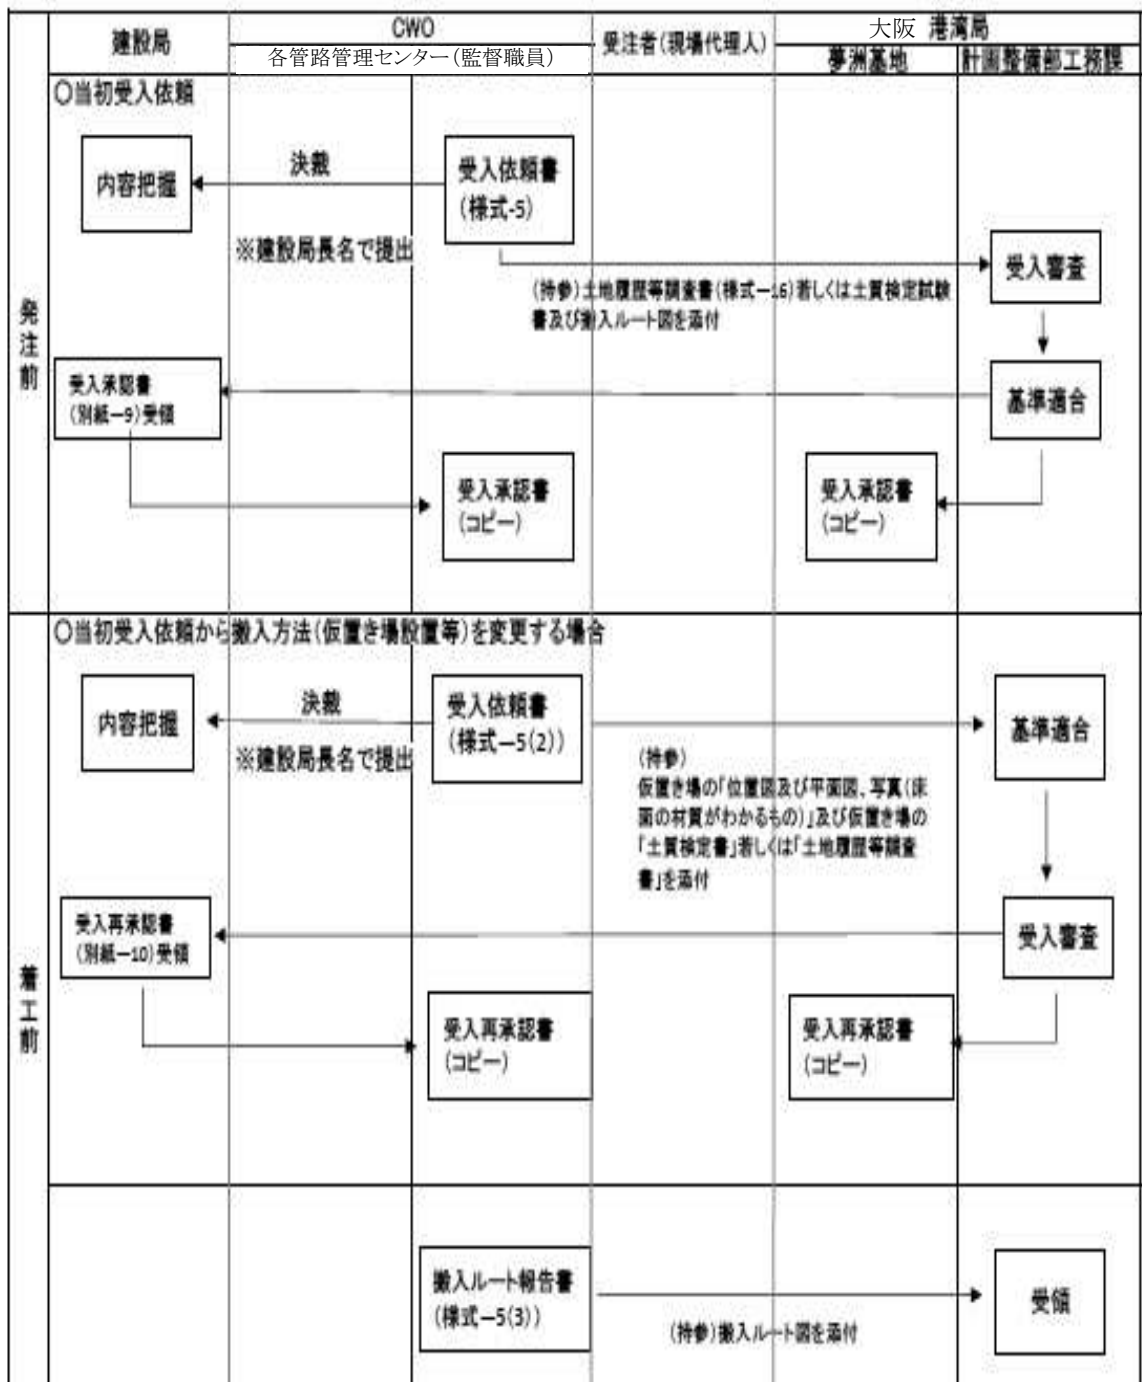 建設局
CWO
各管路管理センター(監督職員)
受注者(現場代理人)
大阪 港湾局
夢洲基地
計画整備部工務課
発注前
〇当初受入依頼
内容把握
決裁
受入依頼書
(様式-5)
※建設局長名で提出
(持参)土地履歴等調査書(様式ー16)若しくは土質検定試験
書及び搬入ルート図を添付
受入審査
受入承認書
(別紙ー9)受領
基準適合
受入承認書
(コピー)
受入承認書
(コピー)
着工前
〇当初受入依頼から搬入方法(仮置き場設置等)を変更する場合
内容把握
決裁
受入依頼書
(様式ー5(2))
※建設局長名で提出
基準適合
(持参)
仮置き場の「位置図及び平面図、写真(床
面の材質がわかるもの)」及び仮置き場の
「土質検定書」若しくは「土地履歴等調査
書」を添付
受入再承認書
(別紙ー10)受領
受入審査
受入再承認書
(コピー)
受入再承認書
(コピー)
搬入ルート報告書
(様式ー5(3))
(持参)搬入ルート図を添付
受領